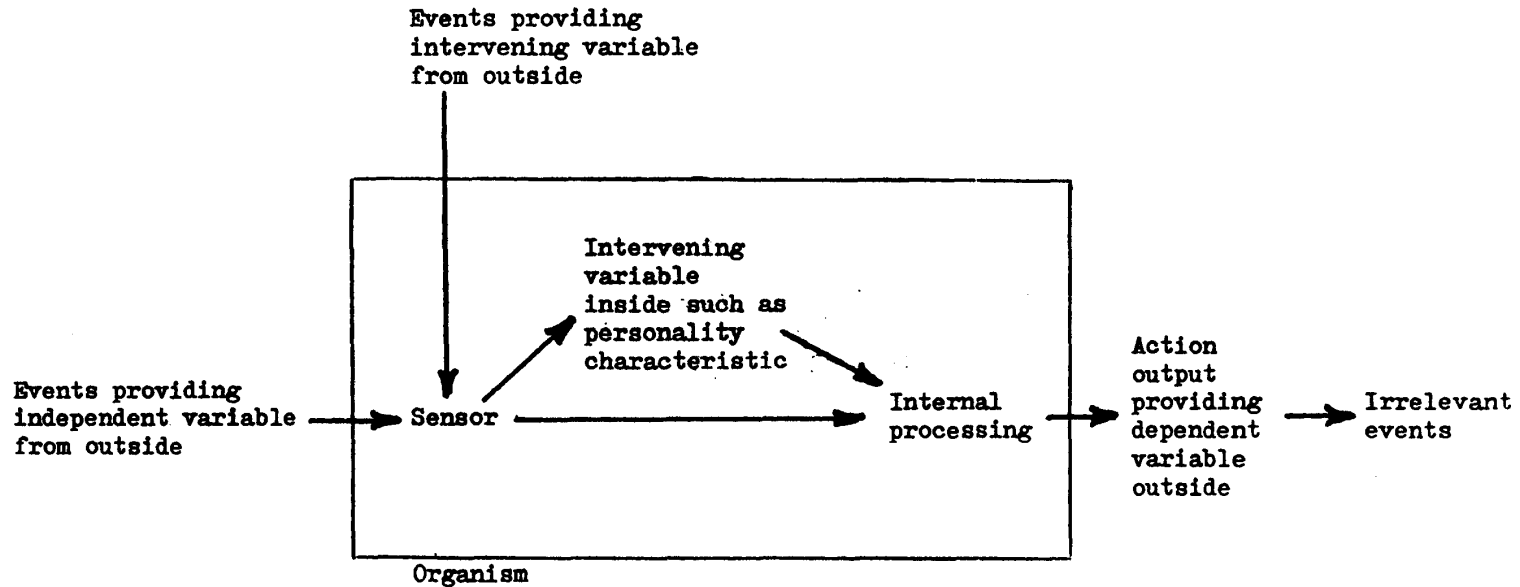 Events providing
intervening variable
from outside
Intervening
variable
inside such as
personality
characteristic
Events providing
independent variable
from outside
Sensor
Internal
processing
Action
output
providing
dependent
variable
outside
Irrelevant
events
Organism